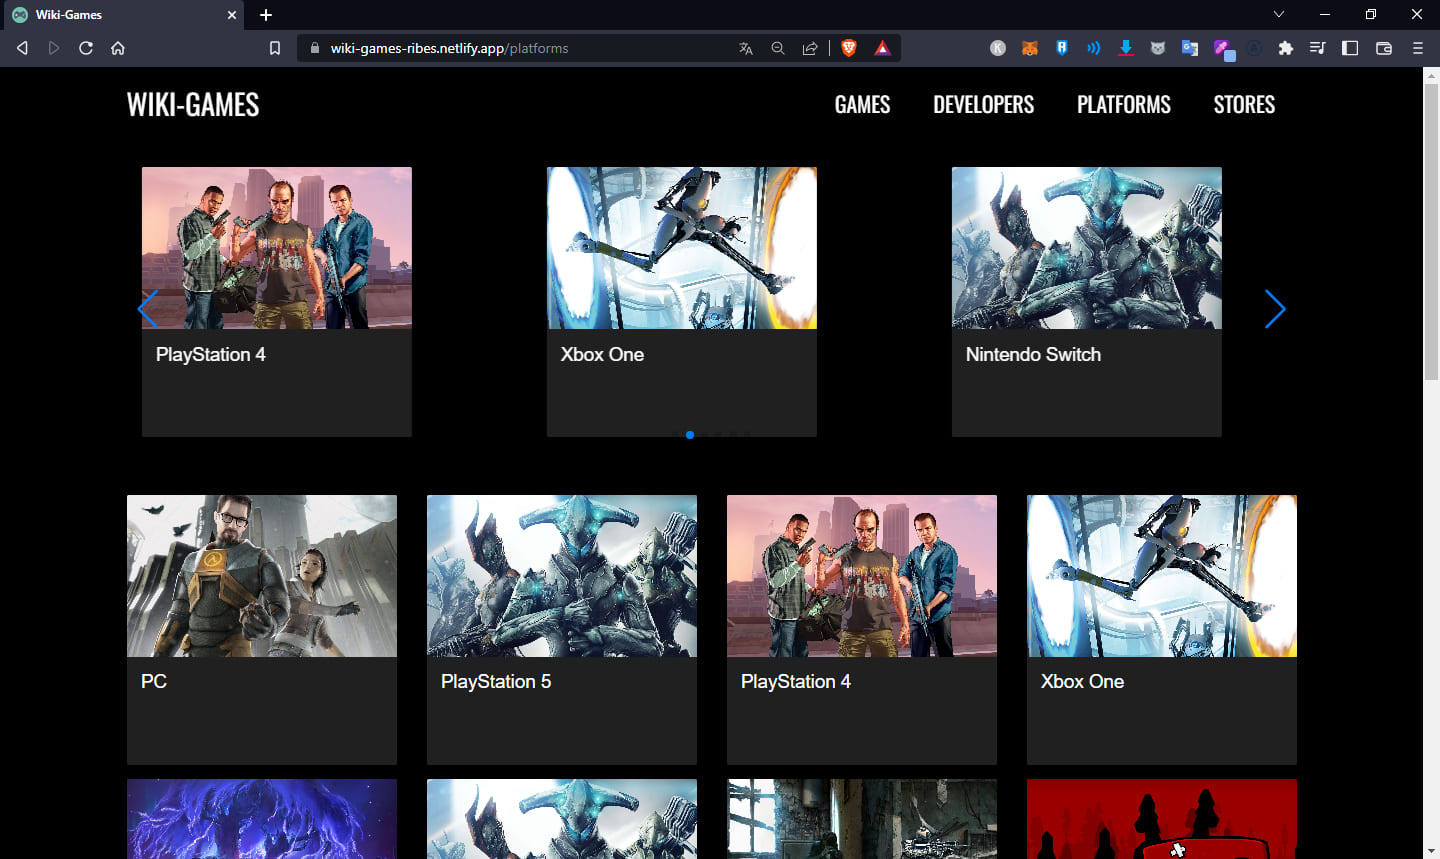 Wiki-Games
wiki-games-ribes.netlify.app/platforms
WIKI-GAMES
GAMES
DEVELOPERS
PLATFORMS
STORES
PlayStation 4
Xbox One
Nintendo Switch
PC
PlayStation 5
PlayStation 4
Xbox One